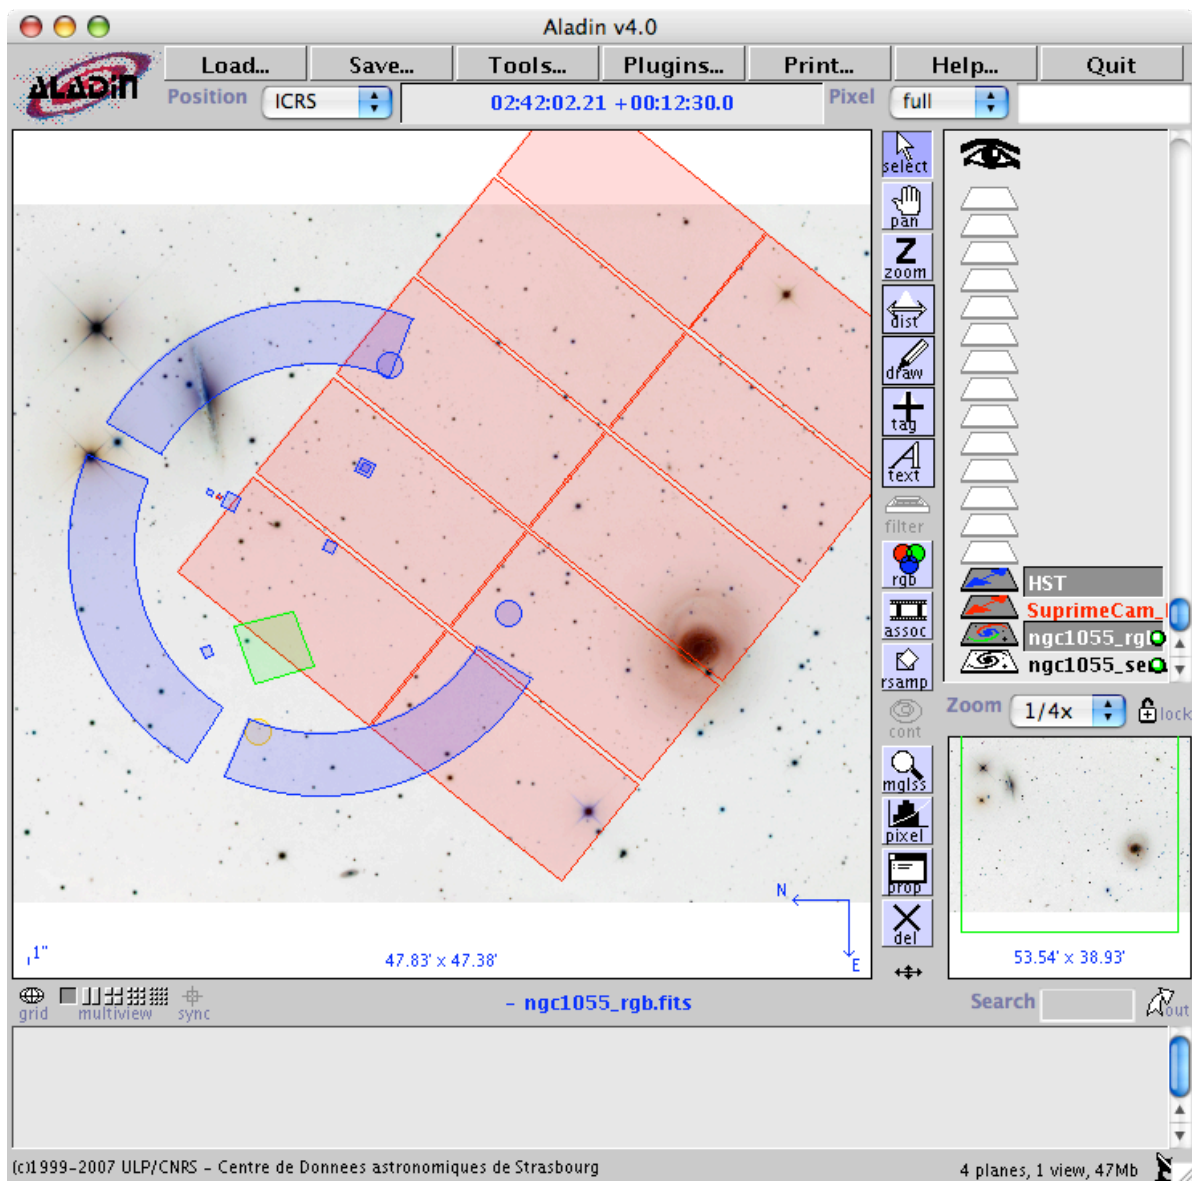 Aladin v4.0
ALADIN Load... Save... Tools... Plugins... Print... Help... Quit
Position ICRS 02:42:02.21 +00:12:30.0 Pixel full
select
pan
Z
zoom
dist
draw
tag
text
filter
rgb
assoc
rsamp
cont
mglss
pixel
prop
del
HST
SuprimeCam_
ngc1055_rg
ngc1055_se
Zoom 1/4x lock
N
E
1"
47.83' x 47.38'
53.54' x 38.93'
grid multiview sync
- ngc1055_rgb.fits
Search out
(c)1999-2007 ULP/CNRS - Centre de Donnees astronomiques de Strasbourg
4 planes, 1 view, 47Mb